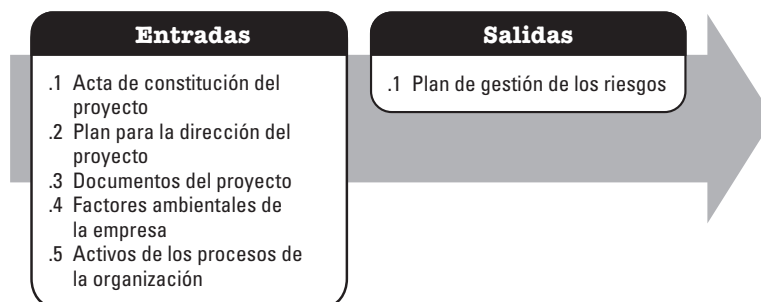 Entradas
.1 Acta de constitución del
proyecto
.2 Plan para la dirección del
proyecto
.3 Documentos del proyecto
.4 Factores ambientales de
la empresa
.5 Activos de los procesos de
la organización
Salidas
.1 Plan de gestión de los riesgos